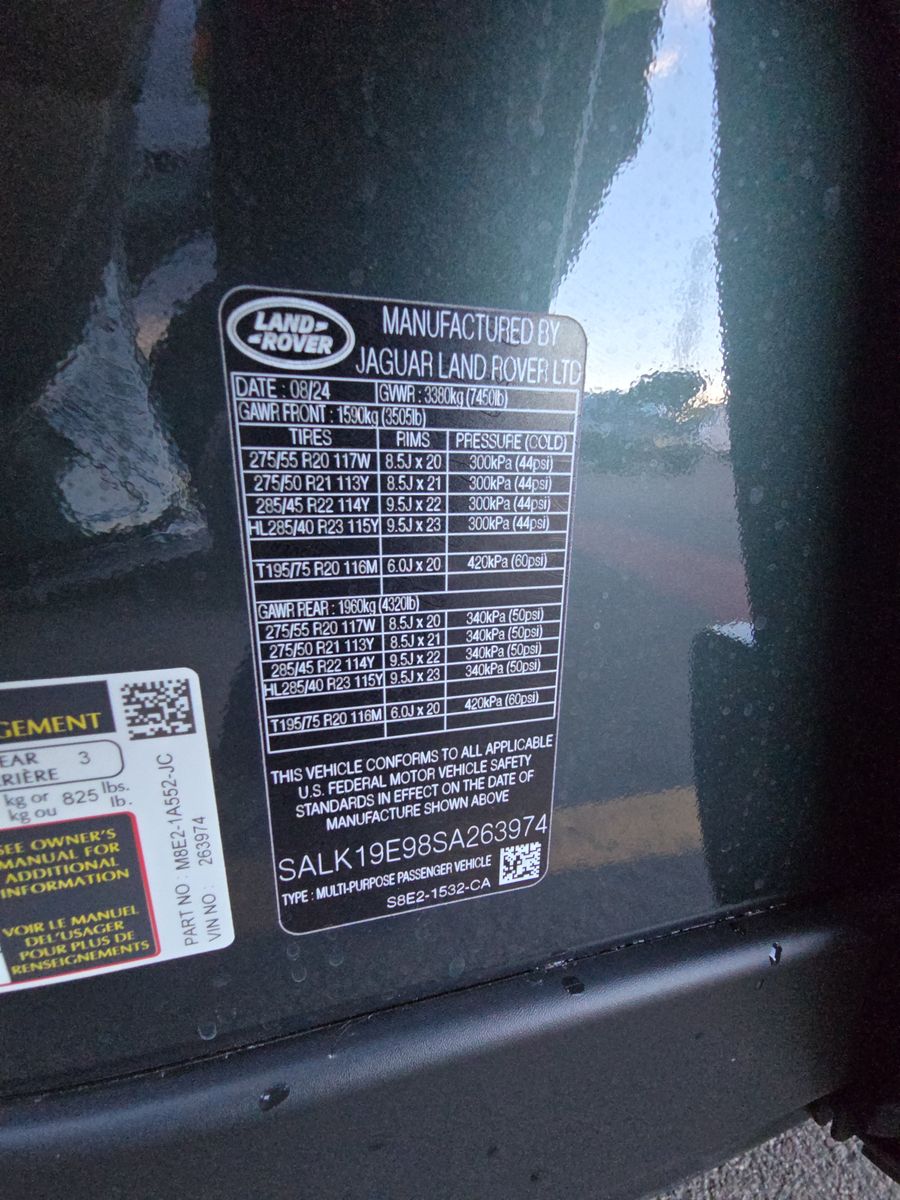 LAND-
-ROVER
MANUFACTURED BY
JAGUAR LAND ROVER LTD
DATE : 08/24 GVWR : 3380kg (7450lb)
GAWR FRONT : 1590kg (3505lb)
TIRES RIMS PRESSURE (COLD)
275/55 R20 117W 8.5J x 20 300kPa (44psi)
275/50 R21 113Y 8.5J x 21 300kPa (44psi)
285/45 R22 114Y 9.5J x 22 300kPa (44psi)
HL285/40 R23 115Y 9.5J x 23 300kPa (44psi)
T195/75 R20 116M 6.0J x 20 420kPa (60psi)
GAWR REAR : 1960kg (4320lb)
275/55 R20 117W 8.5J x 20 340kPa (50psi)
275/50 R21 113Y 8.5J x 21 340kPa (50psi)
285/45 R22 114Y 9.5J x 22 340kPa (50psi)
HL285/40 R23 115Y 9.5J x 23 340kPa (50psi)
T195/75 R20 116M 6.0J x 20 420kPa (60psi)
THIS VEHICLE CONFORMS TO ALL APPLICABLE
U.S. FEDERAL MOTOR VEHICLE SAFETY
STANDARDS IN EFFECT ON THE DATE OF
MANUFACTURE SHOWN ABOVE
SALK19E98SA263974
TYPE : MULTI-PURPOSE PASSENGER VEHICLE
S8E2-1532-CA
GEMENT
EAR 3
RIÈRE
kg or 825 lbs.
kg ou lb.
SEE OWNER'S
MANUAL FOR
ADDITIONAL
INFORMATION
VOIR LE MANUEL
DEL'USAGER
POUR PLUS DE
RENSEIGNEMENTS
PART NO : M8E2-1A552-JC
VIN NO : 263974